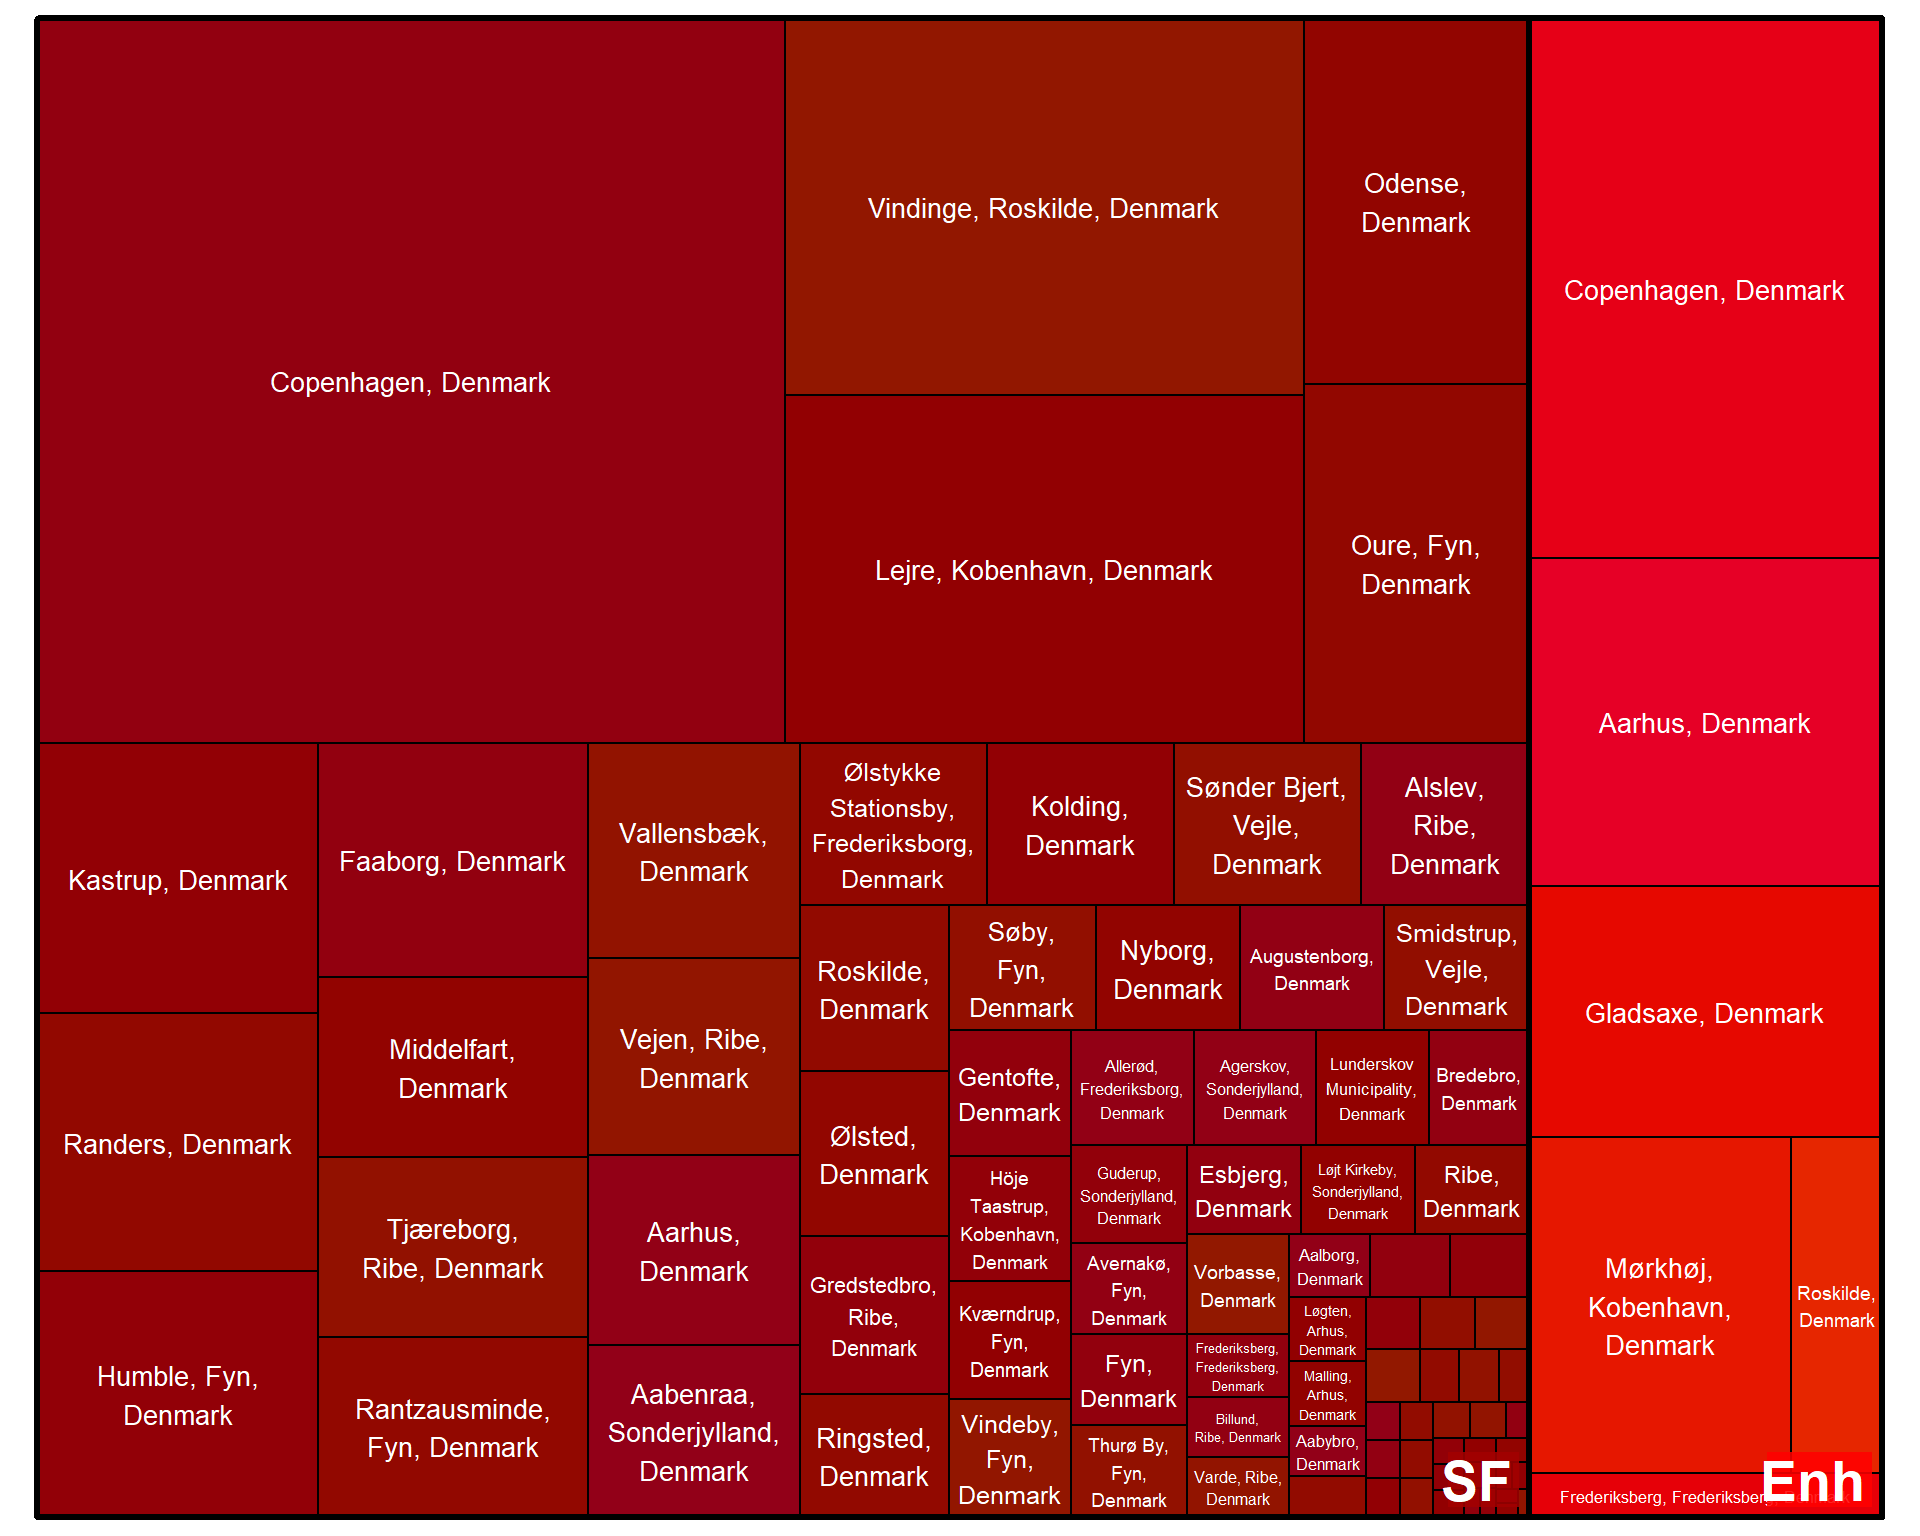 Copenhagen, Denmark
Vindinge, Roskilde, Denmark
Odense,
Denmark
Lejre, Kobenhavn, Denmark
Oure, Fyn,
Denmark
Kastrup, Denmark
Randers, Denmark
Humble, Fyn,
Denmark
Faaborg, Denmark
Middelfart,
Denmark
Tjæreborg,
Ribe, Denmark
Rantzausminde,
Fyn, Denmark
Vallensbæk,
Denmark
Vejen, Ribe,
Denmark
Aarhus,
Denmark
Aabenraa,
Sonderjylland,
Denmark
Ølstykke
Stationsby,
Frederiksborg,
Denmark
Kolding,
Denmark
Sønder Bjert,
Vejle,
Denmark
Alslev,
Ribe,
Denmark
Roskilde,
Denmark
Ølsted,
Denmark
Gredstedbro,
Ribe,
Denmark
Ringsted,
Denmark
Søby,
Fyn,
Denmark
Nyborg,
Denmark
Augustenborg,
Denmark
Smidstrup,
Vejle,
Denmark
Gentofte,
Denmark
Höje
Taastrup,
Kobenhavn,
Denmark
Kværndrup,
Fyn,
Denmark
Vindeby,
Fyn,
Denmark
Allerød,
Frederiksborg,
Denmark
Agerskov,
Sonderjylland,
Denmark
Lunderskov
Municipality,
Denmark
Bredebro,
Denmark
Guderup,
Sonderjylland,
Denmark
Avernakø,
Fyn,
Denmark
Fyn,
Denmark
Thurø By,
Fyn,
Denmark
Esbjerg,
Denmark
Løjt Kirkeby,
Sonderjylland,
Denmark
Ribe,
Denmark
Vorbasse,
Denmark
Frederiksberg,
Frederiksberg,
Denmark
Billund,
Ribe, Denmark
Varde, Ribe,
Denmark
Aalborg,
Denmark
Løgten,
Arhus,
Denmark
Malling,
Arhus,
Denmark
Aabybro,
Denmark
SF
Copenhagen, Denmark
Aarhus, Denmark
Gladsaxe, Denmark
Mørkhøj,
Kobenhavn,
Denmark
Roskilde,
Denmark
Frederiksberg, Frederiksberg,
Enh